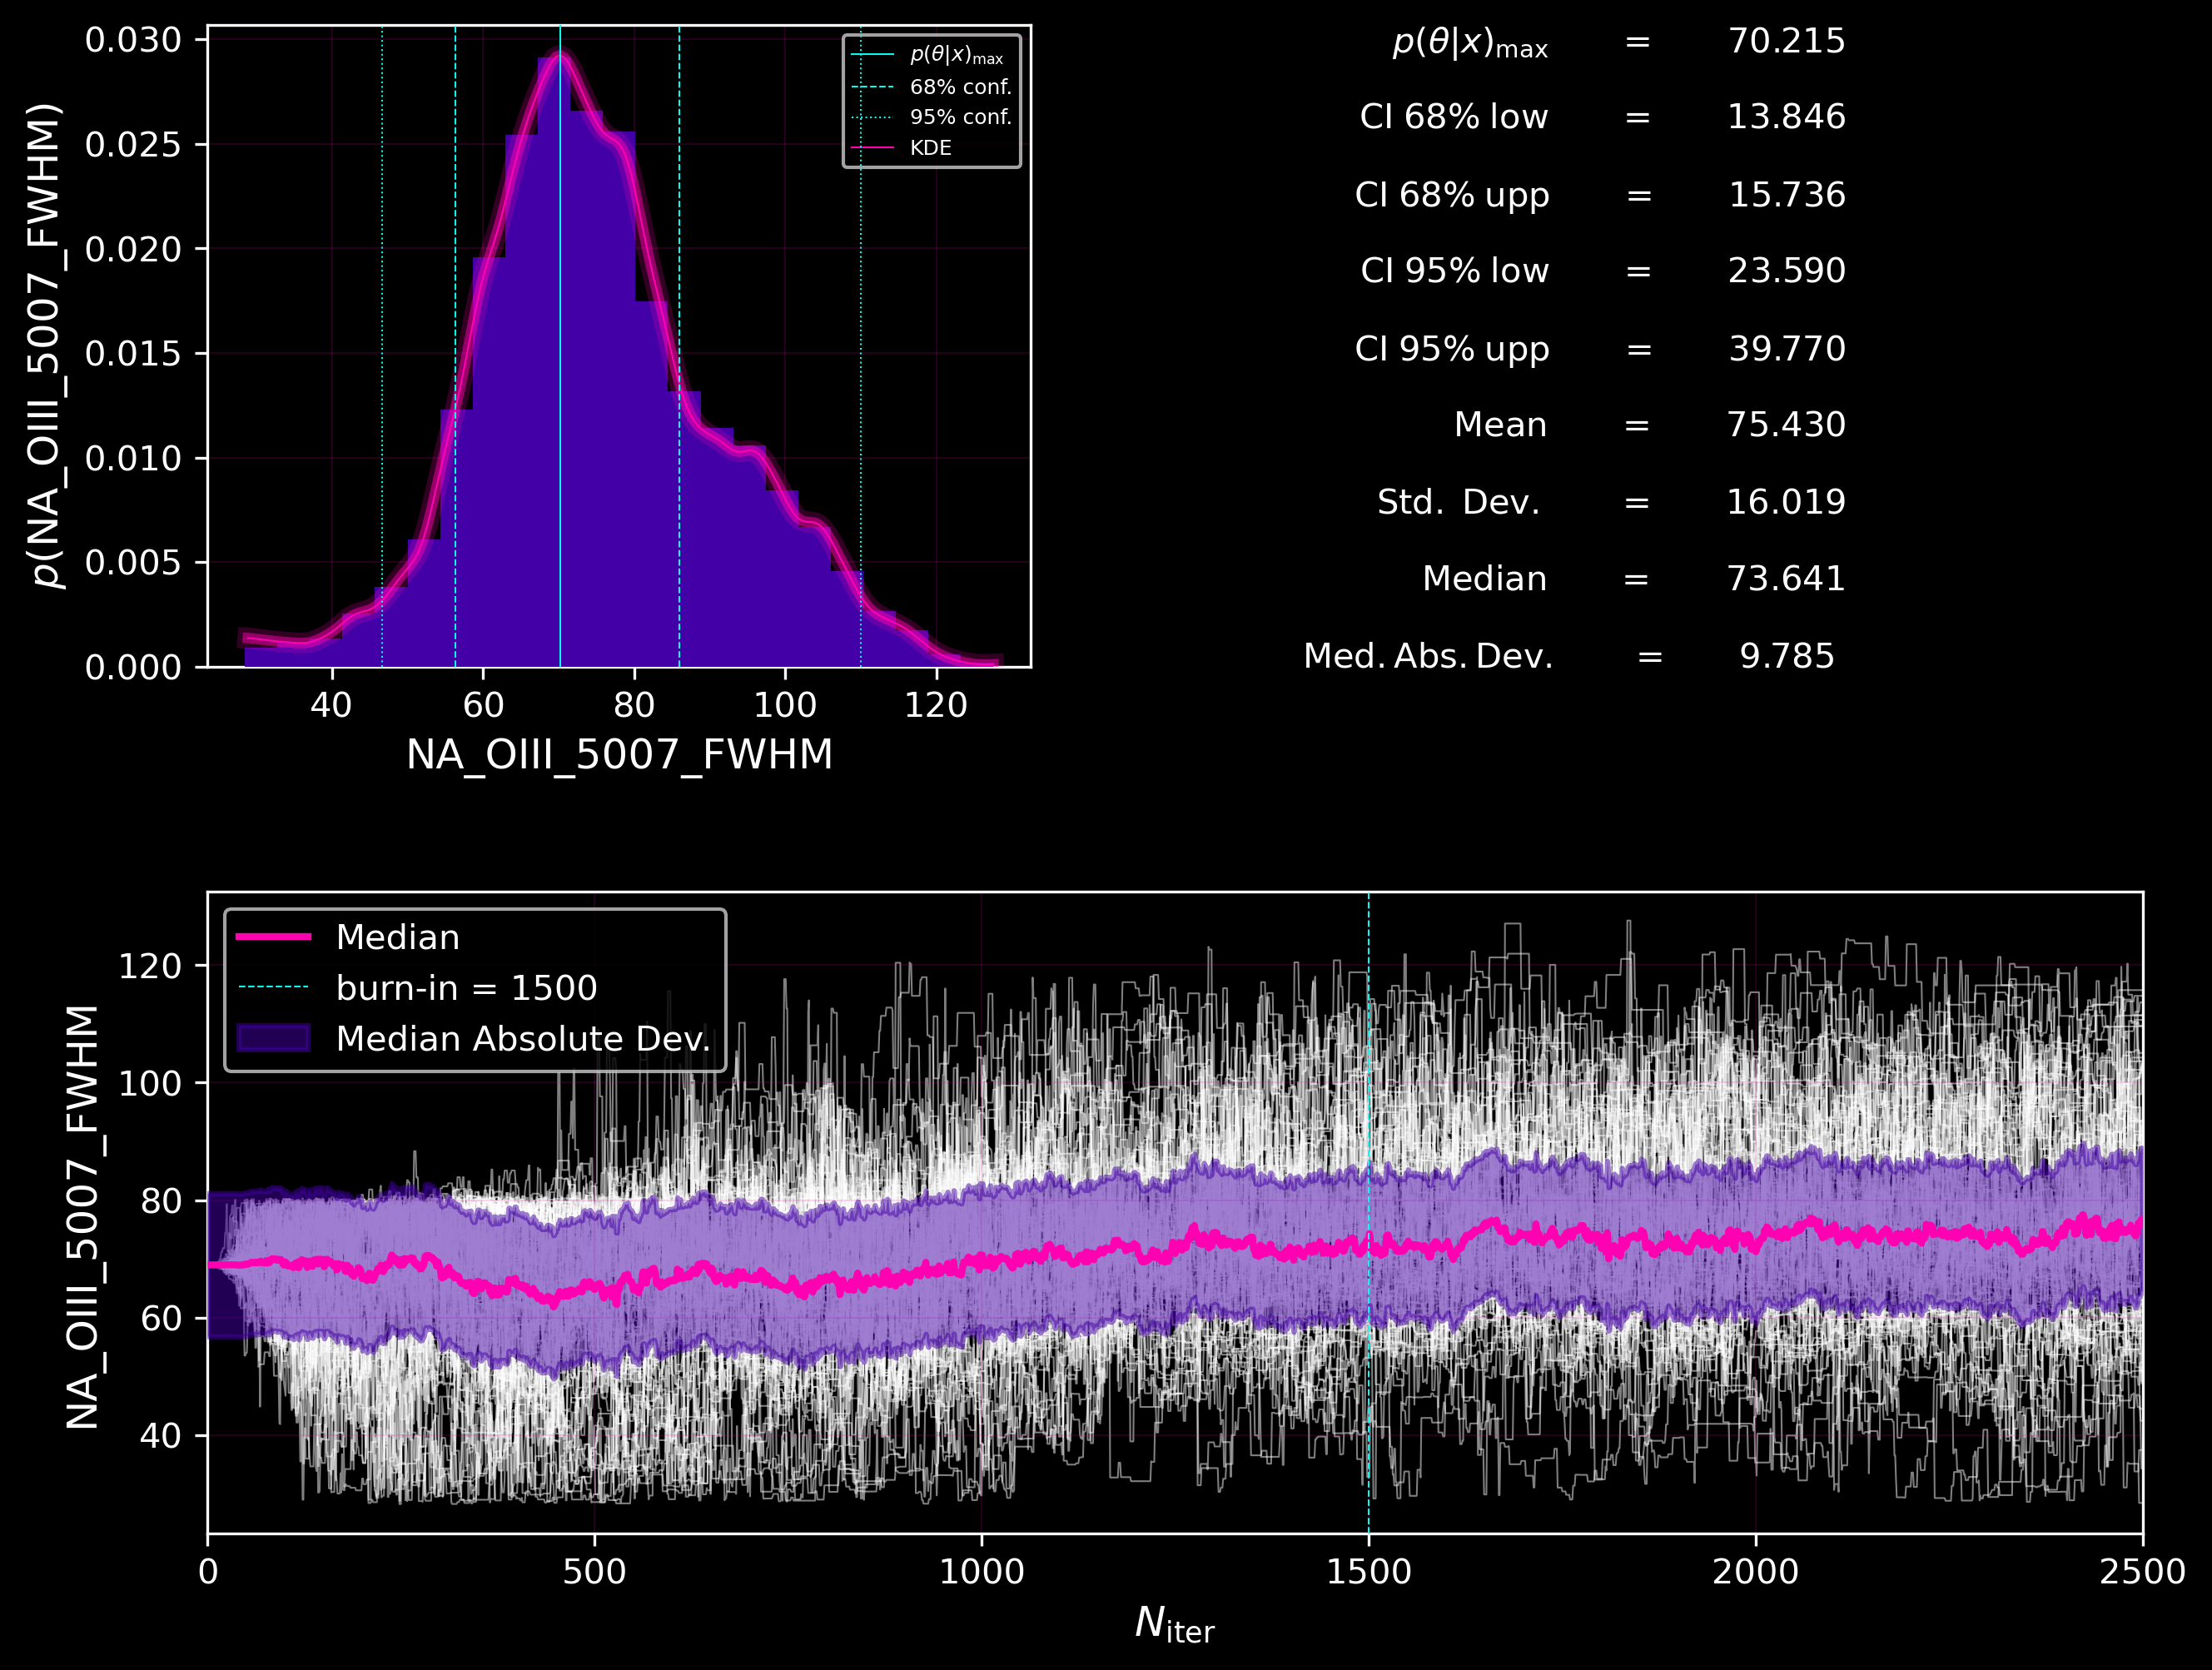 p(NA_OIII_5007_FWHM)
0.030
0.025
0.020
0.015
0.010
0.005
0.000
40 60 80 100 120
NA_OIII_5007_FWHM
p(θ|x)max
68% conf.
95% conf.
KDE
p(θ|x)max = 70.215
CI 68% low = 13.846
CI 68% upp = 15.736
CI 95% low = 23.590
CI 95% upp = 39.770
Mean = 75.430
Std. Dev. = 16.019
Median = 73.641
Med. Abs. Dev. = 9.785
NA_OIII_5007_FWHM
120
100
80
60
40
Median
burn-in = 1500
Median Absolute Dev.
0 500 1000 1500 2000 2500
Niter